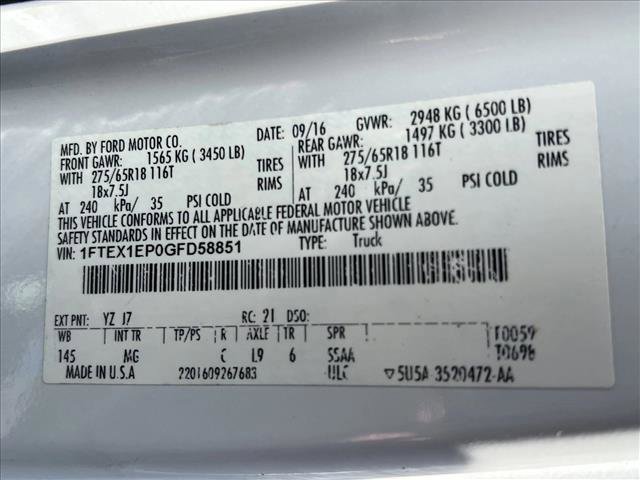 MFD. BY FORD MOTOR CO. DATE: 09/16 GVWR: 2948 KG (6500 LB)
FRONT GAWR: 1565 KG (3450 LB) REAR GAWR: 1497 KG (3300 LB)
WITH 275/65R18 116T TIRES WITH 275/65R18 116T TIRES
18x7.5J RIMS 18x7.5J RIMS
AT 240 kPa/ 35 PSI COLD AT 240 kPa/ 35 PSI COLD
THIS VEHICLE CONFORMS TO ALL APPLICABLE FEDERAL MOTOR VEHICLE
SAFETY STANDARDS IN EFFECT ON THE DATE OF MANUFACTURE SHOWN ABOVE.
VIN: 1FTEX1EP0GFD58851 TYPE: Truck
EXT PNT: YZ J7 RC: 21 DSO:
WB INT TR TP/PS R AXLE TR SPR T0059
145 MG C L9 6 SSAA T0698
MADE IN U.S.A 2201609267683 ULC ▽5U5A 3520472-AA